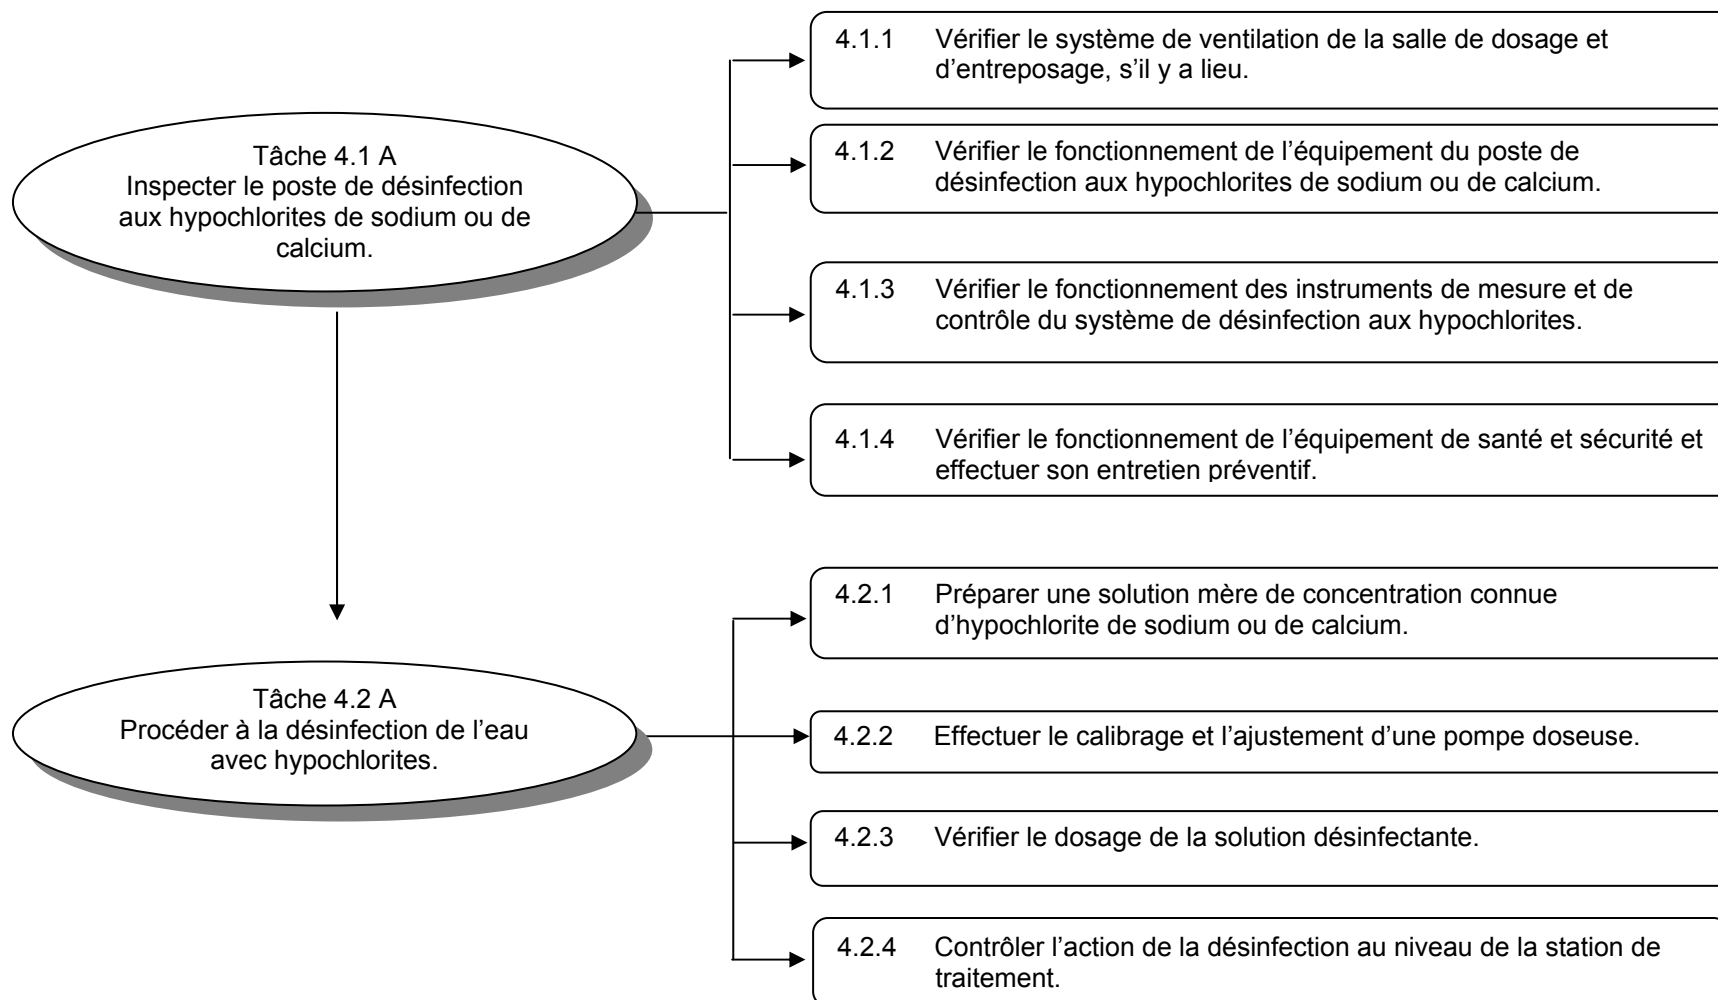 Tâche 4.1 A
Inspecter le poste de désinfection
aux hypochlorites de sodium ou de
calcium.
4.1.1 Vérifier le système de ventilation de la salle de dosage et
d’entreposage, s’il y a lieu.
4.1.2 Vérifier le fonctionnement de l’équipement du poste de
désinfection aux hypochlorites de sodium ou de calcium.
4.1.3 Vérifier le fonctionnement des instruments de mesure et de
contrôle du système de désinfection aux hypochlorites.
4.1.4 Vérifier le fonctionnement de l’équipement de santé et sécurité et
effectuer son entretien préventif.
Tâche 4.2 A
Procéder à la désinfection de l’eau
avec hypochlorites.
4.2.1 Préparer une solution mère de concentration connue
d’hypochlorite de sodium ou de calcium.
4.2.2 Effectuer le calibrage et l’ajustement d’une pompe doseuse.
4.2.3 Vérifier le dosage de la solution désinfectante.
4.2.4 Contrôler l’action de la désinfection au niveau de la station de
traitement.